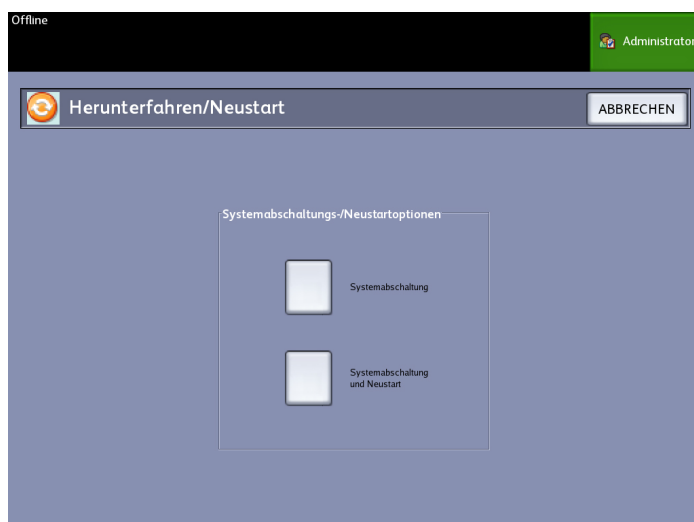 Offline
Administrator
Herunterfahren/Neustart
ABBRECHEN
Systemabschaltungs-/Neustartoptionen
Systemabschaltung
Systemabschaltung
und Neustart